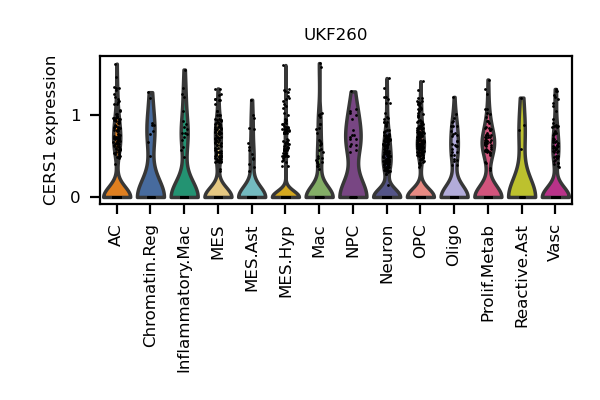 UKF260
CERS1 expression
1
0
AC
Chromatin.Reg
Inflammatory.Mac
MES
MES.Ast
MES.Hyp
Mac
NPC
Neuron
OPC
Oligo
Prolif.Metab
Reactive.Ast
Vasc